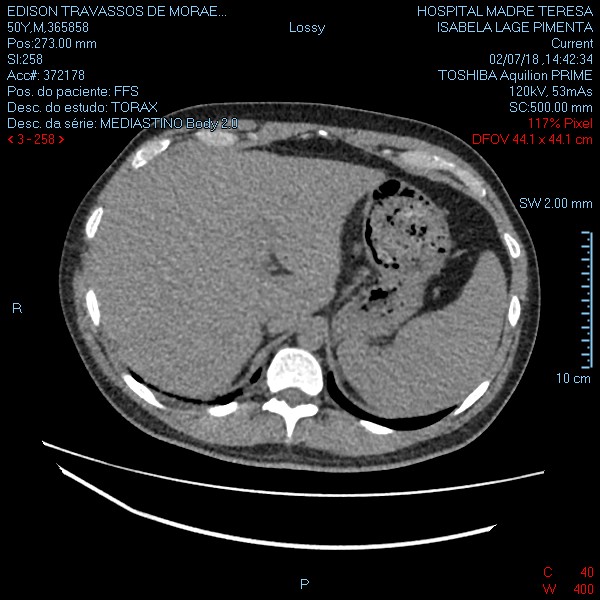 EDISON TRAVASSOS DE MORAE...
50Y,M,365858
Pos:273.00 mm
Sl:258
Acc#: 372178
Pos. do paciente: FFS
Desc. do estudo: TORAX
Desc. da série: MEDIASTINO Body 2.0
< 3 - 258 >
Lossy
HOSPITAL MADRE TERESA
ISABELA LAGE PIMENTA
Current
02/07/18 ,14:42:34
TOSHIBA Aquilion PRIME
120kV, 53mAs
SC:500.00 mm
117% Pixel
DFOV 44.1 x 44.1 cm
SW 2.00 mm
R
10 cm
P
C 40
W 400